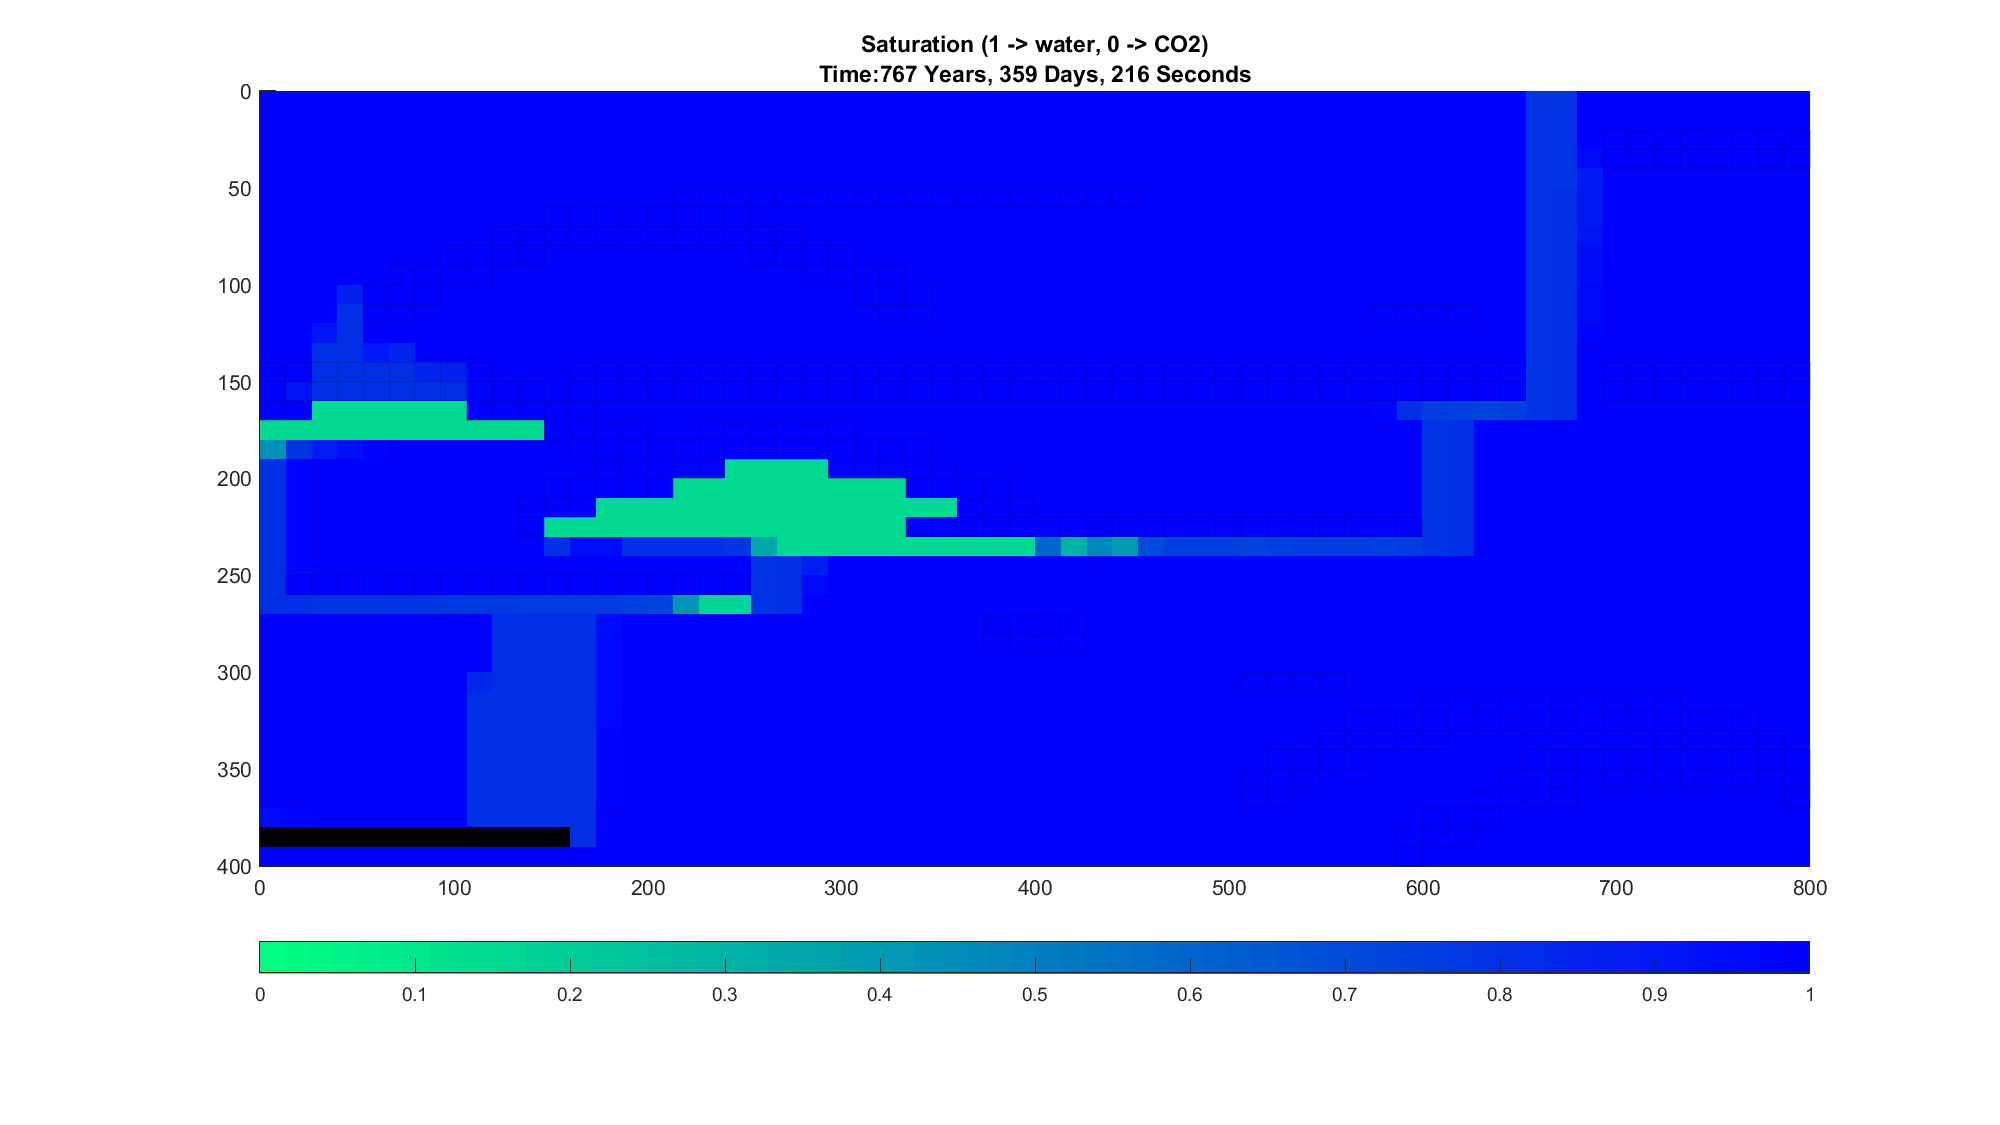 Saturation (1 -> water, 0 -> CO2)
Time:767 Years, 359 Days, 216 Seconds
0
50
100
150
200
250
300
350
400
0 100 200 300 400 500 600 700 800
0 0.1 0.2 0.3 0.4 0.5 0.6 0.7 0.8 0.9 1